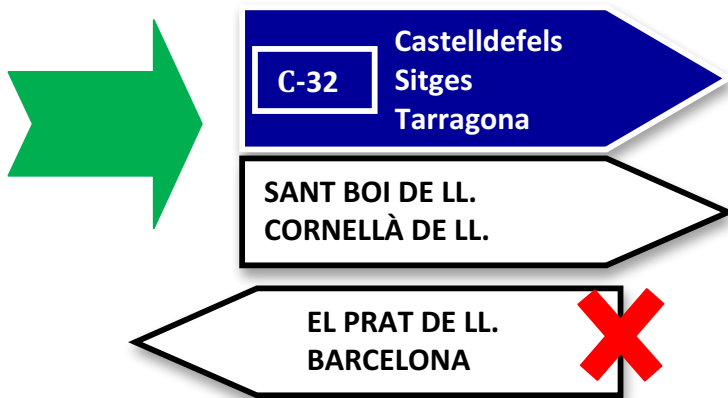 C-32
Castelldefels
Sitges
Tarragona
SANT BOI DE LL.
CORNELLÀ DE LL.
EL PRAT DE LL.
BARCELONA